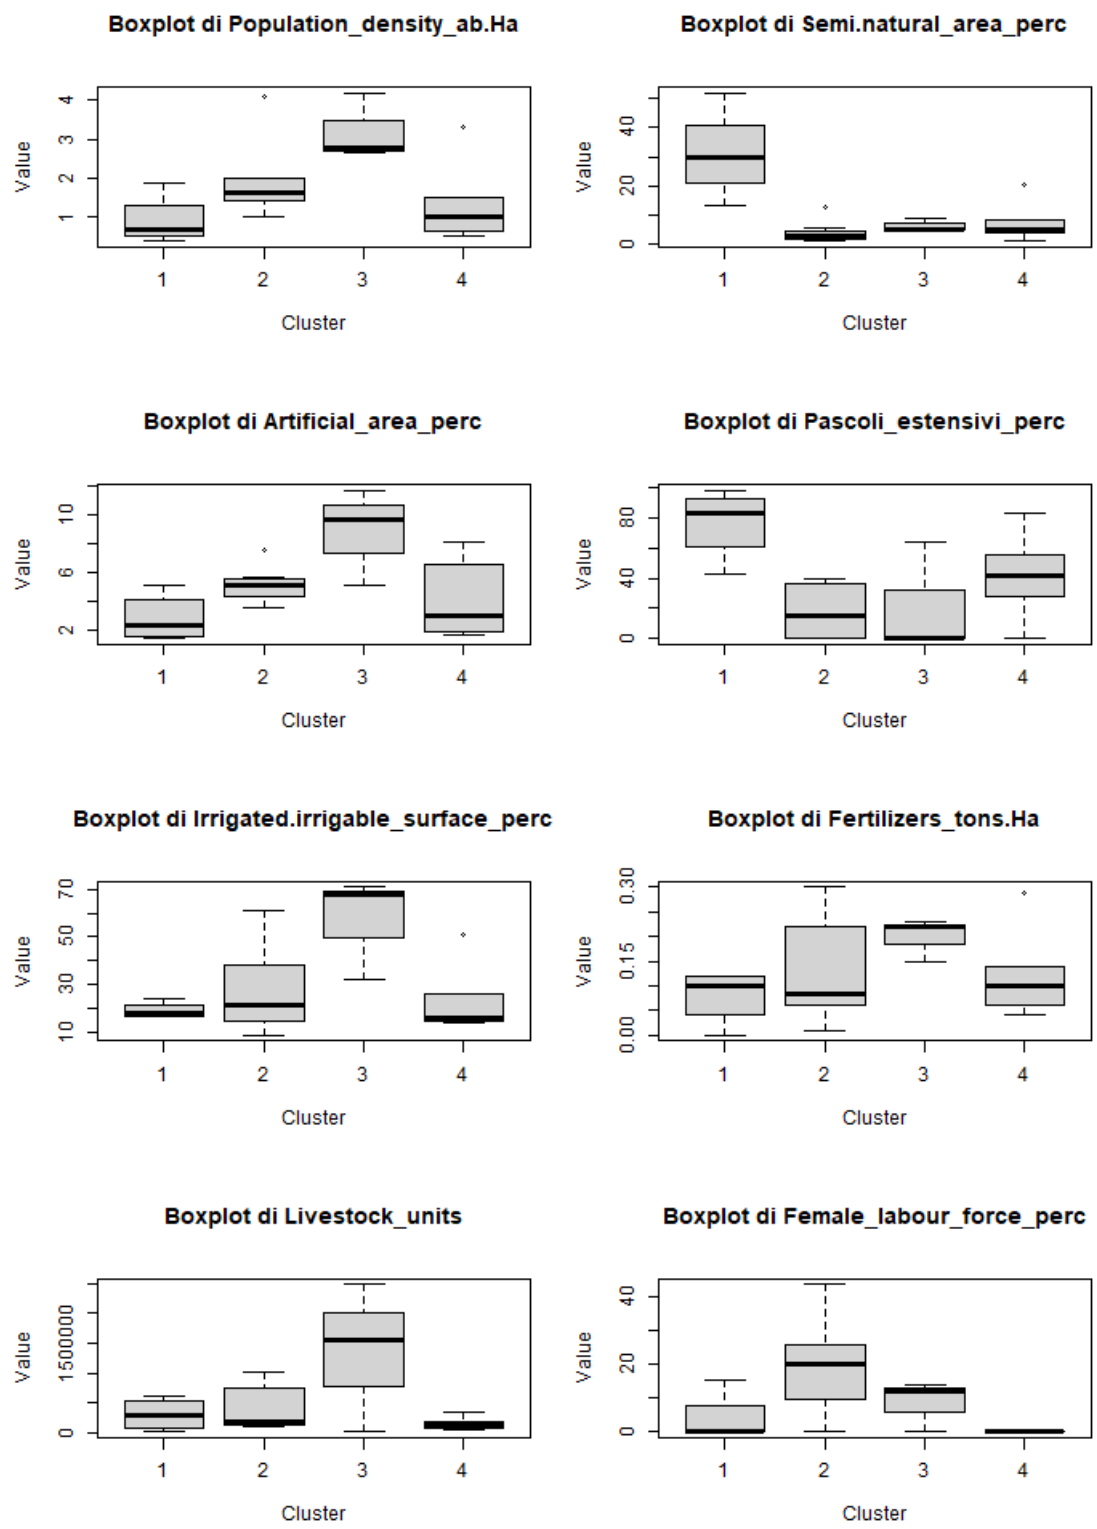 Boxplot di Population_density_ab.Ha
Value
4
3
2
1
1 2 3 4
Cluster
Boxplot di Semi.natural_area_perc
Value
40
20
0
1 2 3 4
Cluster
Boxplot di Artificial_area_perc
Value
10
6
2
1 2 3 4
Cluster
Boxplot di Pascoli_estensivi_perc
Value
80
40
0
1 2 3 4
Cluster
Boxplot di Irrigated.irrigable_surface_perc
Value
70
50
30
10
1 2 3 4
Cluster
Boxplot di Fertilizers_tons.Ha
Value
0.30
0.15
0.00
1 2 3 4
Cluster
Boxplot di Livestock_units
Value
1500000
0
1 2 3 4
Cluster
Boxplot di Female_labour_force_perc
Value
40
20
0
1 2 3 4
Cluster